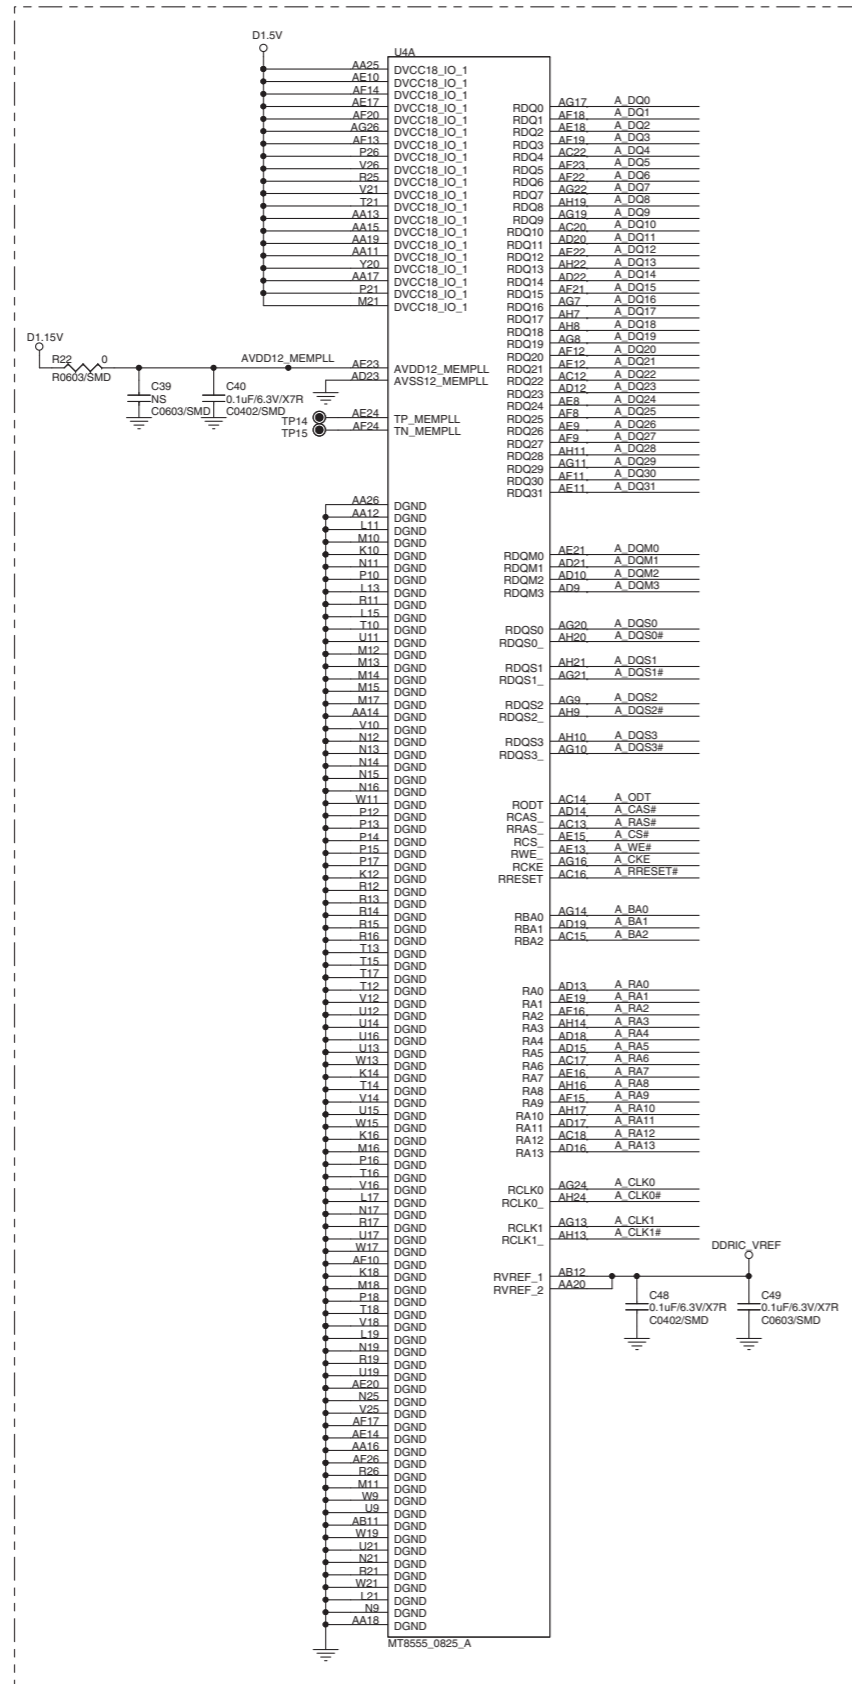 D1.5V
U4A
AA25 DVCC18_IO_1
AE10 DVCC18_IO_1
AF14 DVCC18_IO_1
AE17 DVCC18_IO_1
AF20 DVCC18_IO_1
AG26 DVCC18_IO_1
AF13 DVCC18_IO_1
P26 DVCC18_IO_1
V26 DVCC18_IO_1
R25 DVCC18_IO_1
V21 DVCC18_IO_1
T21 DVCC18_IO_1
AA13 DVCC18_IO_1
AA15 DVCC18_IO_1
AA19 DVCC18_IO_1
AA11 DVCC18_IO_1
Y20 DVCC18_IO_1
AA17 DVCC18_IO_1
P21 DVCC18_IO_1
M21 DVCC18_IO_1
D1.15V
R22 0
R0603/SMD
AVDD12_MEMPLL
AF23 AVDD12_MEMPLL
AD23 AVSS12_MEMPLL
C39
NS
C0603/SMD
C40
0.1uF/6.3V/X7R
C0402/SMD
TP14 AE24 TP_MEMPLL
TP15 AF24 TN_MEMPLL
AA26 DGND
AA12 DGND
L11 DGND
M10 DGND
K10 DGND
N11 DGND
P10 DGND
L13 DGND
R11 DGND
L15 DGND
T10 DGND
U11 DGND
M12 DGND
M13 DGND
M14 DGND
M15 DGND
M17 DGND
AA14 DGND
V10 DGND
N12 DGND
N13 DGND
N14 DGND
N15 DGND
N16 DGND
W11 DGND
P12 DGND
P13 DGND
P14 DGND
P15 DGND
P17 DGND
K12 DGND
R12 DGND
R13 DGND
R14 DGND
R15 DGND
R16 DGND
T13 DGND
T15 DGND
T17 DGND
T12 DGND
V12 DGND
U12 DGND
U14 DGND
U16 DGND
U13 DGND
W13 DGND
K14 DGND
T14 DGND
V14 DGND
U15 DGND
W15 DGND
K16 DGND
M16 DGND
P16 DGND
T16 DGND
V16 DGND
L17 DGND
N17 DGND
R17 DGND
U17 DGND
W17 DGND
AF10 DGND
K18 DGND
M18 DGND
P18 DGND
T18 DGND
V18 DGND
L19 DGND
N19 DGND
R19 DGND
U19 DGND
AE20 DGND
N25 DGND
V25 DGND
AF17 DGND
AE14 DGND
AA16 DGND
AF26 DGND
R26 DGND
M11 DGND
W9 DGND
U9 DGND
AB11 DGND
W19 DGND
U21 DGND
N21 DGND
R21 DGND
W21 DGND
L21 DGND
N9 DGND
AA18 DGND
MT8555_0825_A
RDQ0 AG17 A_DQ0
RDQ1 AF18 A_DQ1
RDQ2 AE18 A_DQ2
RDQ3 AF19 A_DQ3
RDQ4 AC22 A_DQ4
RDQ5 AE23 A_DQ5
RDQ6 AF22 A_DQ6
RDQ7 AG22 A_DQ7
RDQ8 AH19 A_DQ8
RDQ9 AG19 A_DQ9
RDQ10 AC20 A_DQ10
RDQ11 AD20 A_DQ11
RDQ12 AE22 A_DQ12
RDQ13 AH22 A_DQ13
RDQ14 AD22 A_DQ14
RDQ15 AF21 A_DQ15
RDQ16 AG7 A_DQ16
RDQ17 AH7 A_DQ17
RDQ18 AH8 A_DQ18
RDQ19 AG8 A_DQ19
RDQ20 AF12 A_DQ20
RDQ21 AE12 A_DQ21
RDQ22 AC12 A_DQ22
RDQ23 AD12 A_DQ23
RDQ24 AE8 A_DQ24
RDQ25 AF8 A_DQ25
RDQ26 AE9 A_DQ26
RDQ27 AF9 A_DQ27
RDQ28 AH11 A_DQ28
RDQ29 AG11 A_DQ29
RDQ30 AF11 A_DQ30
RDQ31 AE11 A_DQ31
RDQM0 AE21 A_DQM0
RDQM1 AD21 A_DQM1
RDQM2 AD10 A_DQM2
RDQM3 AD9 A_DQM3
RDQS0 AG20 A_DQS0
RDQS0_ AH20 A_DQS0#
RDQS1 AH21 A_DQS1
RDQS1_ AG21 A_DQS1#
RDQS2 AG9 A_DQS2
RDQS2_ AH9 A_DQS2#
RDQS3 AH10 A_DQS3
RDQS3_ AG10 A_DQS3#
RODT AC14 A_ODT
RCAS_ AD14 A_CAS#
RRAS_ AC13 A_RAS#
RCS_ AE15 A_CS#
RWE_ AE13 A_WE#
RCKE AG16 A_CKE
RRESET AC16 A_RRESET#
RBA0 AG14 A_BA0
RBA1 AD19 A_BA1
RBA2 AC15 A_BA2
RA0 AD13 A_RA0
RA1 AE19 A_RA1
RA2 AF16 A_RA2
RA3 AH14 A_RA3
RA4 AD18 A_RA4
RA5 AD15 A_RA5
RA6 AC17 A_RA6
RA7 AE16 A_RA7
RA8 AH16 A_RA8
RA9 AF15 A_RA9
RA10 AH17 A_RA10
RA11 AD17 A_RA11
RA12 AC18 A_RA12
RA13 AD16 A_RA13
RCLK0 AG24 A_CLK0
RCLK0_ AH24 A_CLK0#
RCLK1 AG13 A_CLK1
RCLK1_ AH13 A_CLK1#
DDRIC_VREF
RVREF_1 AB12
RVREF_2 AA20
C48
0.1uF/6.3V/X7R
C0402/SMD
C49
0.1uF/6.3V/X7R
C0603/SMD